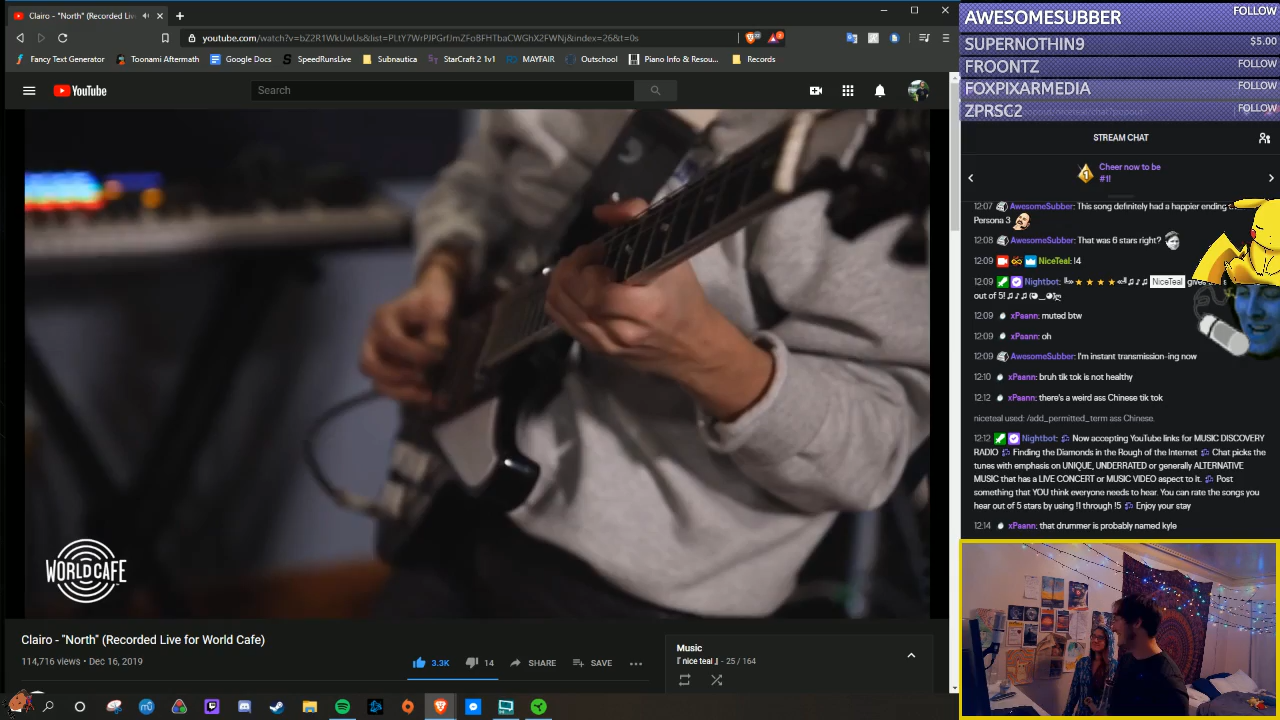 Clairo - "North" (Recorded Live
youtube.com/watch?v=bZ2R1WkUwUs&list=PLtY7WrPJPGrfJmZFoBFHTbaCWGhX2FWNj&index=26&t=0s
Fancy Text Generator
Toonami Aftermath
Google Docs
SpeedRunsLive
Subnautica
StarCraft 2 1v1
MAYFAIR
Outschool
Piano Info & Resou...
Records
YouTube
Search
WORLD CAFE
Clairo - "North" (Recorded Live for World Cafe)
114,716 views • Dec 16, 2019
3.3K
14
SHARE
SAVE
Music
『 nice teal 』 - 25 / 164
AWESOMESUBBER FOLLOW
SUPERNOTHIN9 $5.00
FROONTZ FOLLOW
FOXPIXARMEDIA FOLLOW
ZPRSC2 FOLLOW
STREAM CHAT
Cheer now to be
#1!
12:07 AwesomeSubber: This song definitely had a happier ending
Persona 3
12:08 AwesomeSubber: That was 6 stars right?
12:09 NiceTeal: !4
12:09 Nightbot: ★ ★ ★ ★ NiceTeal gives
out of 5!
12:09 xPaann: muted btw
12:09 xPaann: oh
12:09 AwesomeSubber: I'm instant transmission-ing now
12:10 xPaann: bruh tik tok is not healthy
12:12 xPaann: there's a weird ass Chinese tik tok
niceteal used: /add_permitted_term ass Chinese.
12:12 Nightbot: Now accepting YouTube links for MUSIC DISCOVERY
RADIO Finding the Diamonds in the Rough of the Internet Chat picks the
tunes with emphasis on UNIQUE, UNDERRATED or generally ALTERNATIVE
MUSIC that has a LIVE CONCERT or MUSIC VIDEO aspect to it. Post
something that YOU think everyone needs to hear. You can rate the songs you
hear out of 5 stars by using !1 through !5 Enjoy your stay
12:14 xPaann: that drummer is probably named kyle